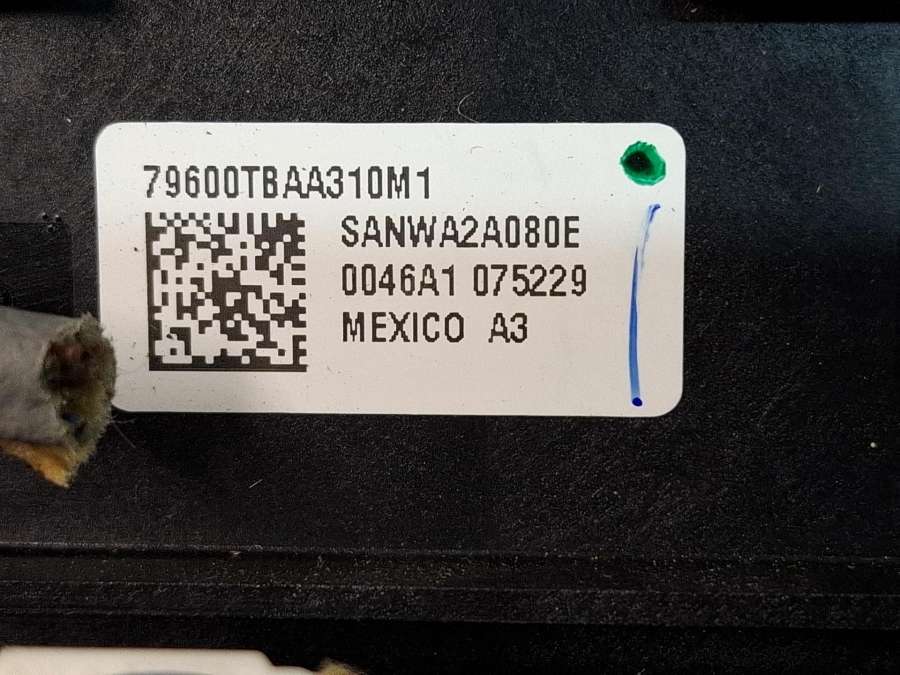 79600TBAA310M1
SANWA2A080E
0046A1 075229
MEXICO A3